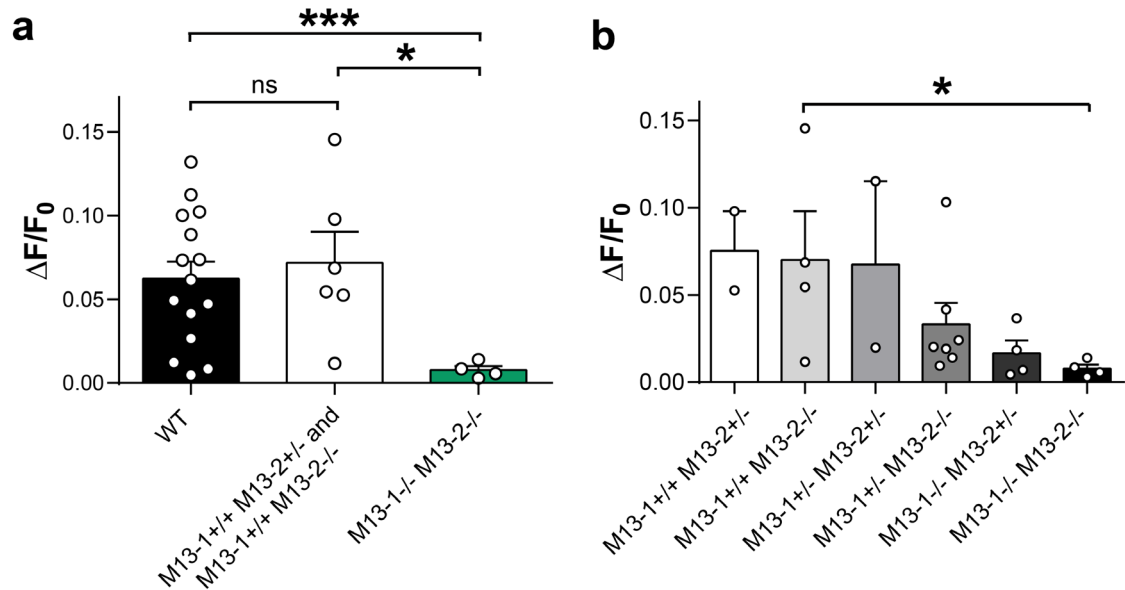 a
***
*
ns
0.15
0.10
0.05
0.00
ΔF/F0
WT
M13-1+/+ M13-2+/- and
M13-1+/+ M13-2-/-
M13-1-/- M13-2-/-
b
*
0.15
0.10
0.05
0.00
ΔF/F0
M13-1+/+ M13-2+/-
M13-1+/+ M13-2-/-
M13-1+/- M13-2+/-
M13-1+/- M13-2-/-
M13-1-/- M13-2+/-
M13-1-/- M13-2-/-